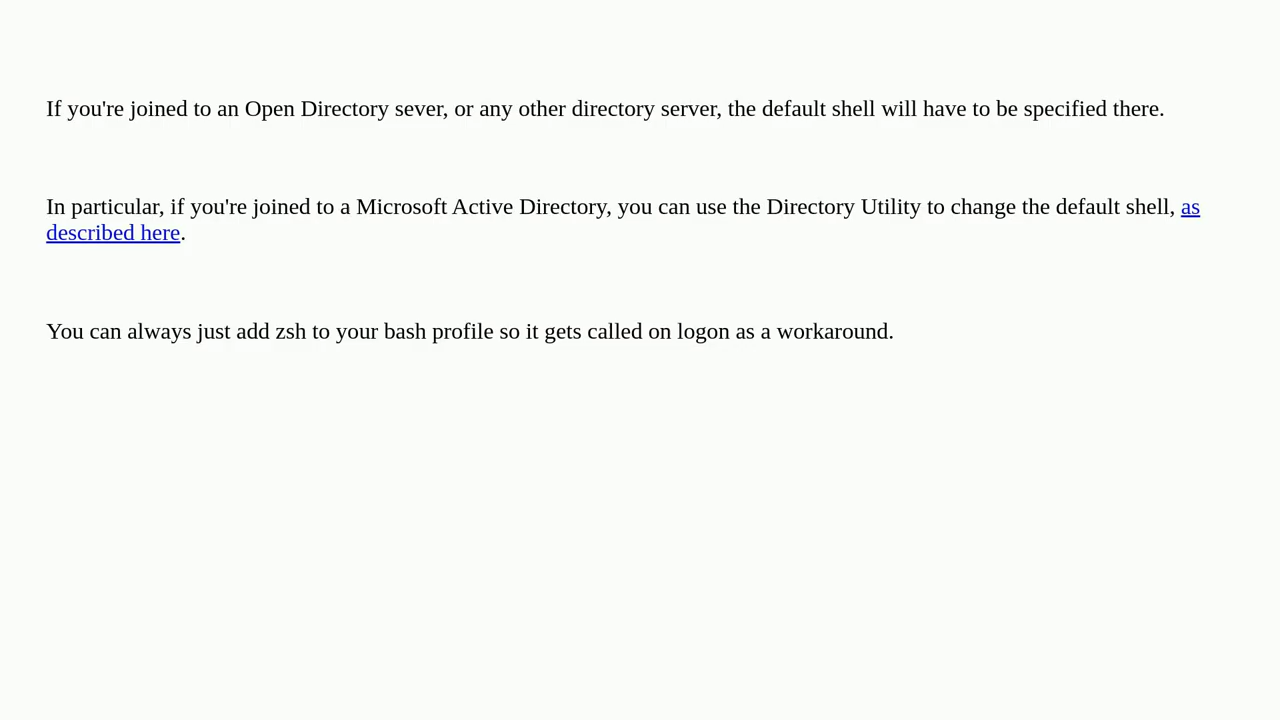 If you're joined to an Open Directory sever, or any other directory server, the default shell will have to be specified there.
In particular, if you're joined to a Microsoft Active Directory, you can use the Directory Utility to change the default shell, as
described here.
You can always just add zsh to your bash profile so it gets called on logon as a workaround.